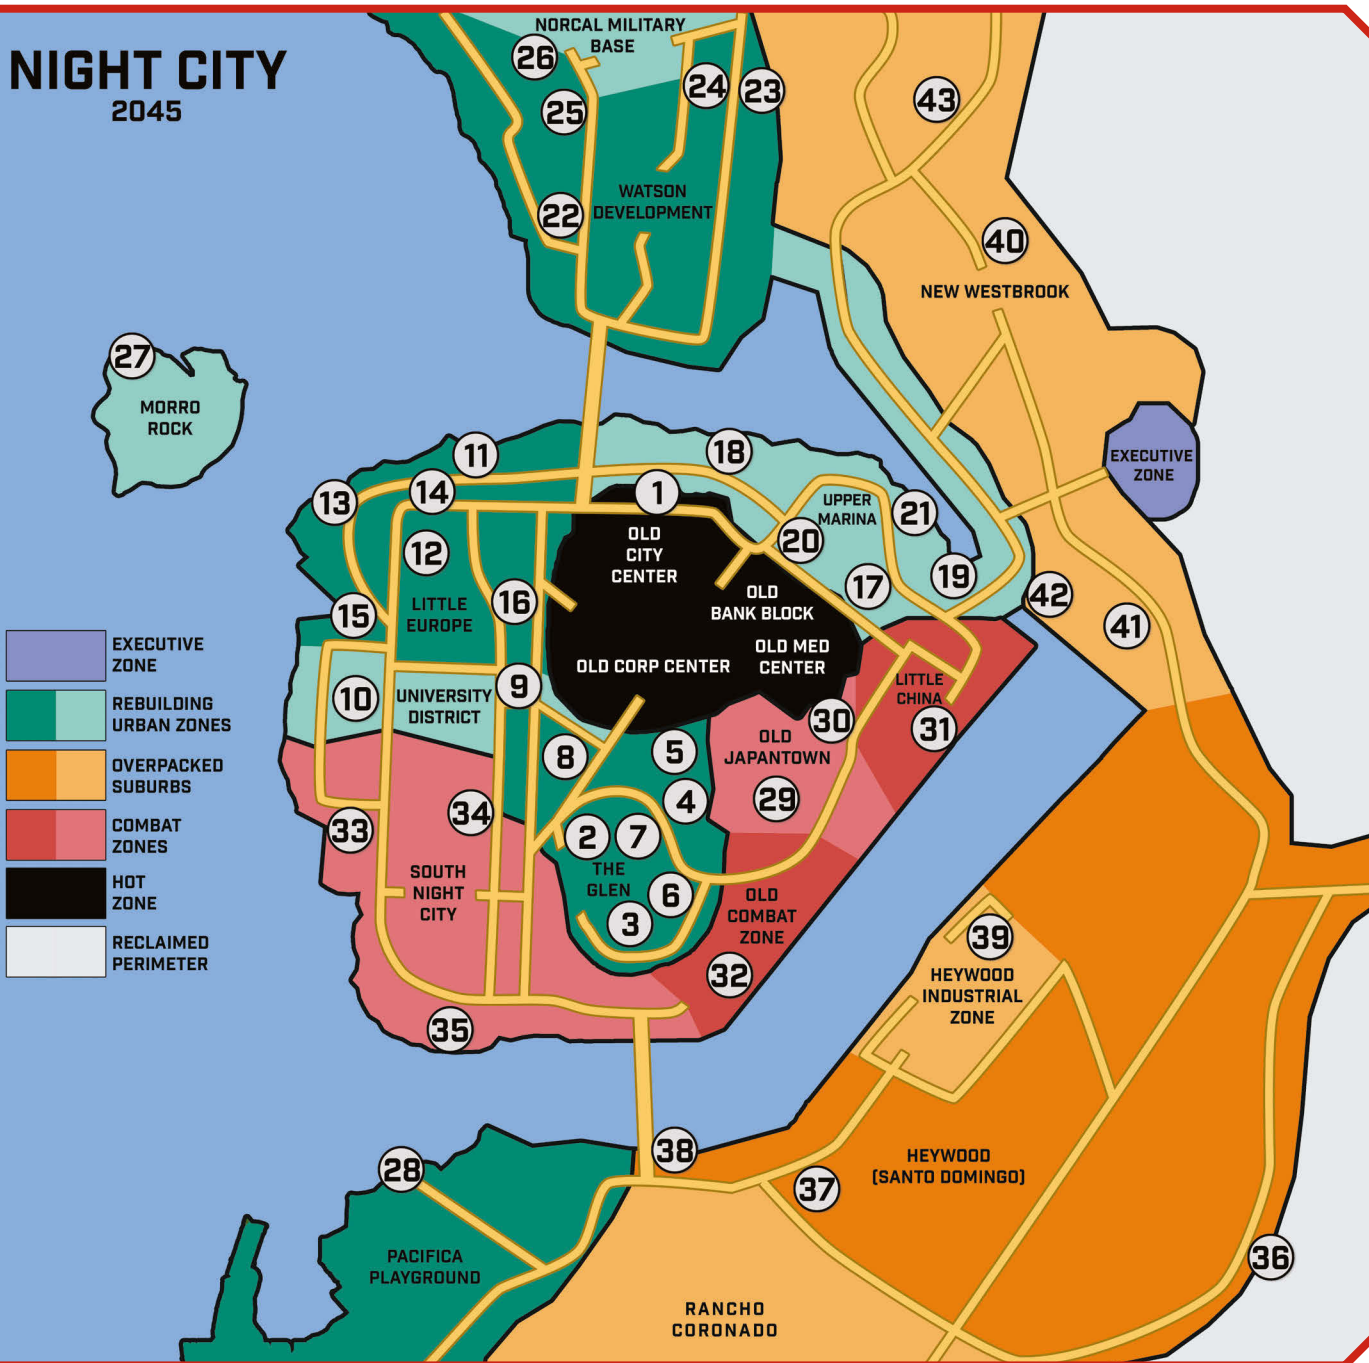 NIGHT CITY
2045
NORCAL MILITARY
BASE
26
24
23
25
43
WATSON
DEVELOPMENT
22
40
NEW WESTBROOK
27
MORRO
ROCK
EXECUTIVE
ZONE
11
18
14
1
13
UPPER
MARINA
21
20
12
OLD
CITY
CENTER
17
19
42
15
LITTLE
EUROPE
16
OLD
BANK BLOCK
41
OLD CORP CENTER
OLD MED
CENTER
9
10
UNIVERSITY
DISTRICT
LITTLE
CHINA
30
31
8
5
OLD
JAPANTOWN
29
4
34
33
2
7
THE
GLEN
6
3
SOUTH
NIGHT
CITY
OLD
COMBAT
ZONE
32
35
39
HEYWOOD
INDUSTRIAL
ZONE
EXECUTIVE
ZONE
REBUILDING
URBAN ZONES
OVERPACKED
SUBURBS
COMBAT
ZONES
HOT
ZONE
RECLAIMED
PERIMETER
28
38
37
HEYWOOD
(SANTO DOMINGO)
36
PACIFICA
PLAYGROUND
RANCHO
CORONADO